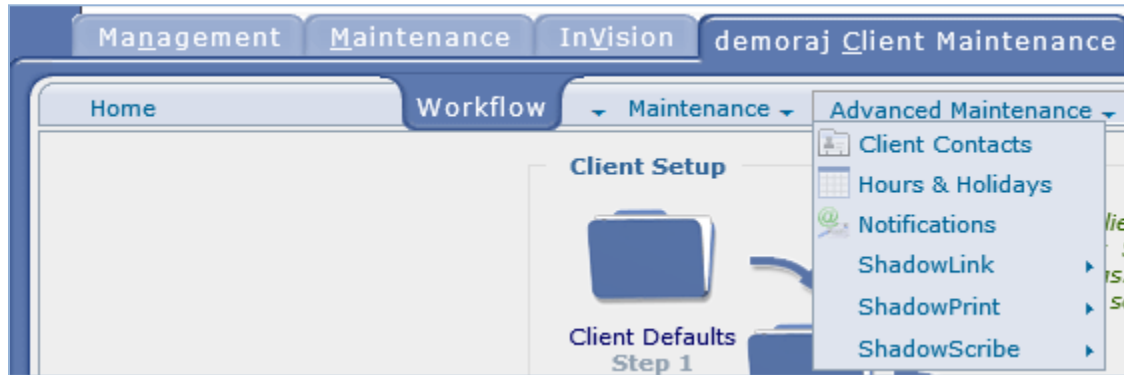 Management Maintenance InVision demoraj Client Maintenance
Home Workflow Maintenance Advanced Maintenance
Client Contacts
Client Setup
Hours & Holidays
Notifications
ShadowLink
ShadowPrint
Client Defaults
Step 1
ShadowScribe